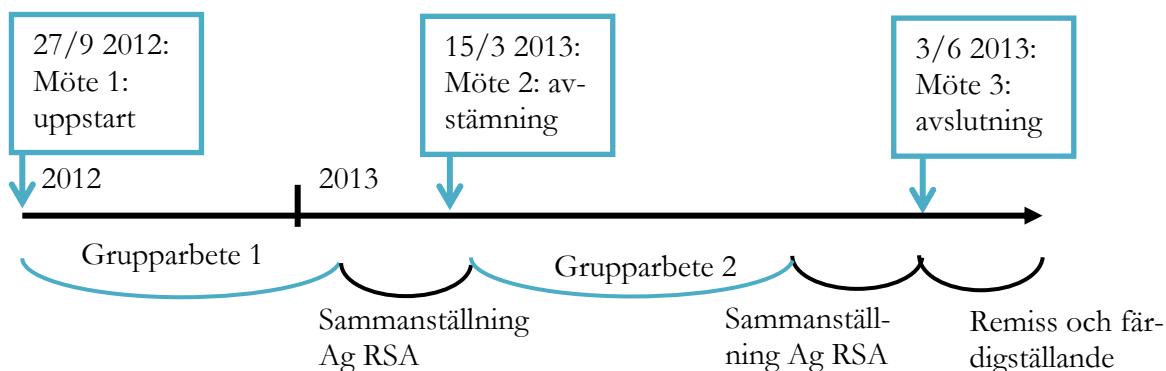 27/9 2012:
Möte 1:
uppstart
15/3 2013:
Möte 2: av-
stämning
3/6 2013:
Möte 3:
avslutning
2012
2013
Grupparbete 1
Grupparbete 2
Sammanställning
Ag RSA
Sammanställ-
ning Ag RSA
Remiss och fär-
digställande